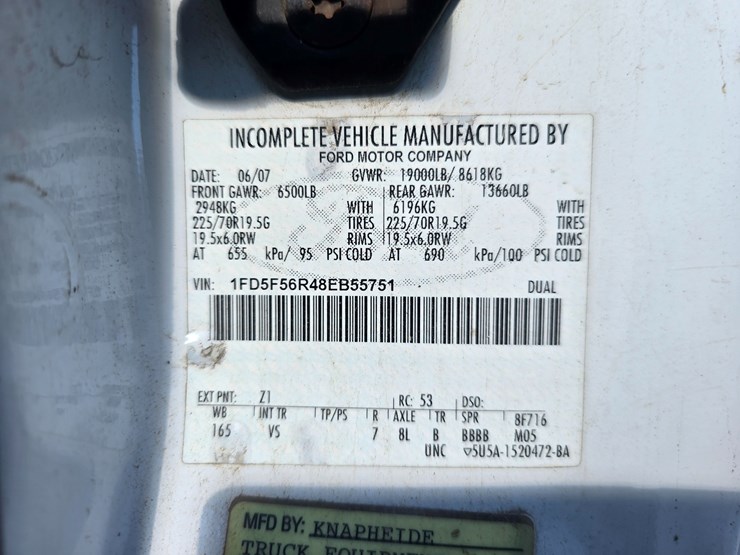 INCOMPLETE VEHICLE MANUFACTURED BY
FORD MOTOR COMPANY
DATE: 06/07 GVWR: 19000LB/ 8618KG
FRONT GAWR: 6500LB REAR GAWR: 13660LB
2948KG WITH 6196KG WITH
225/70R19.5G TIRES 225/70R19.5G TIRES
19.5x6.0RW RIMS 19.5x6.0RW RIMS
AT 655 kPa/ 95 PSI COLD AT 690 kPa/100 PSI COLD
VIN: 1FD5F56R48EB55751 DUAL
EXT PNT: Z1 RC: 53 DSO:
WB INT TR TP/PS R AXLE TR SPR 8F716
165 VS 7 8L B BBBB M05
UNC ▽5U5A-1520472-BA
MFD BY: KNAPHEIDE
TRUCK EQUIPMENT